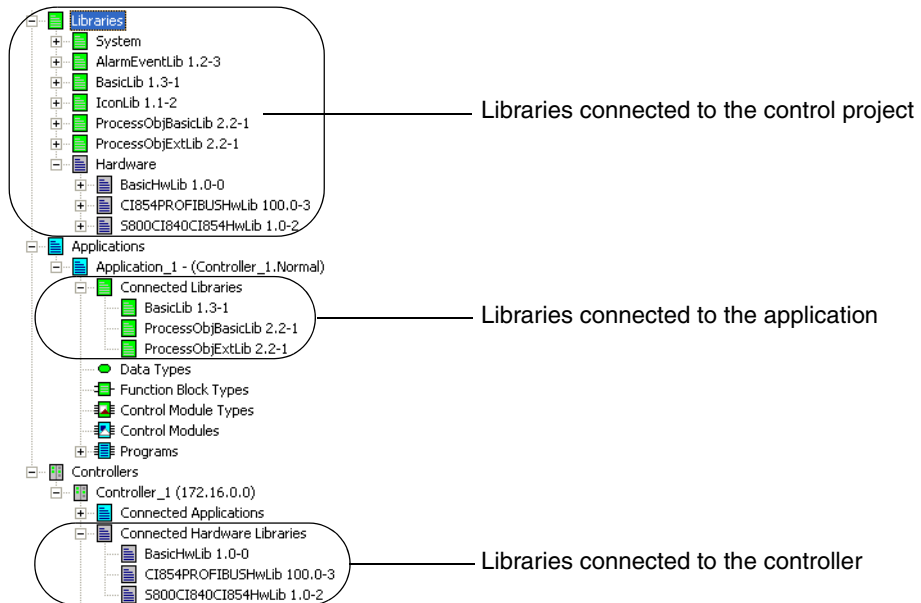 Libraries
System
AlarmEventLib 1.2-3
BasicLib 1.3-1
IconLib 1.1-2
Libraries connected to the control project
ProcessObjBasicLib 2.2-1
ProcessObjExtLib 2.2-1
Hardware
BasicHwLib 1.0-0
CI854PROFIBUSHwLib 100.0-3
S800CI840CI854HwLib 1.0-2
Applications
Application_1 - (Controller_1.Normal)
Connected Libraries
BasicLib 1.3-1
Libraries connected to the application
ProcessObjBasicLib 2.2-1
ProcessObjExtLib 2.2-1
Data Types
Function Block Types
Control Module Types
Control Modules
Programs
Controllers
Controller_1 (172.16.0.0)
Connected Applications
Connected Hardware Libraries
BasicHwLib 1.0-0
Libraries connected to the controller
CI854PROFIBUSHwLib 100.0-3
S800CI840CI854HwLib 1.0-2